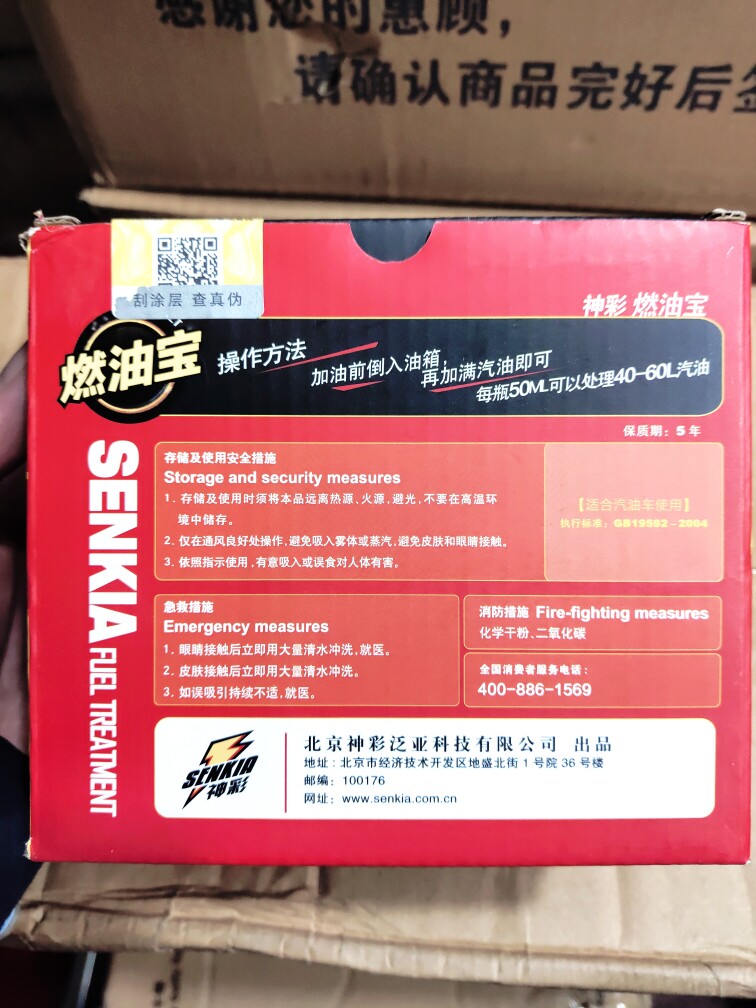 感谢您的惠顾，
请确认商品完好后签
刮涂层 查真伪
神彩 燃油宝
燃油宝
操作方法
加油前倒入油箱，
再加满汽油即可
每瓶50ML可以处理40-60L汽油
保质期：5 年
SENKIA FUEL TREATMENT
存储及使用安全措施
Storage and security measures
1. 存储及使用时须将本品远离热源、火源，避光，不要在高温环
境中储存。
2. 仅在通风良好处操作，避免吸入雾体或蒸汽，避免皮肤和眼睛接触。
3. 依照指示使用，有意吸入或误食对人体有害。
【适合汽油车使用】
执行标准：GB19592-2004
急救措施
Emergency measures
1. 眼睛接触后立即用大量清水冲洗，就医。
2. 皮肤接触后立即用大量清水冲洗。
3. 如误吸引持续不适，就医。
消防措施 Fire-fighting measures
化学干粉、二氧化碳
全国消费者服务电话：
400-886-1569
SENKIA
神彩
北京神彩泛亚科技有限公司 出品
地址：北京市经济技术开发区地盛北街1号院36号楼
邮编：100176
网址：www.senkia.com.cn